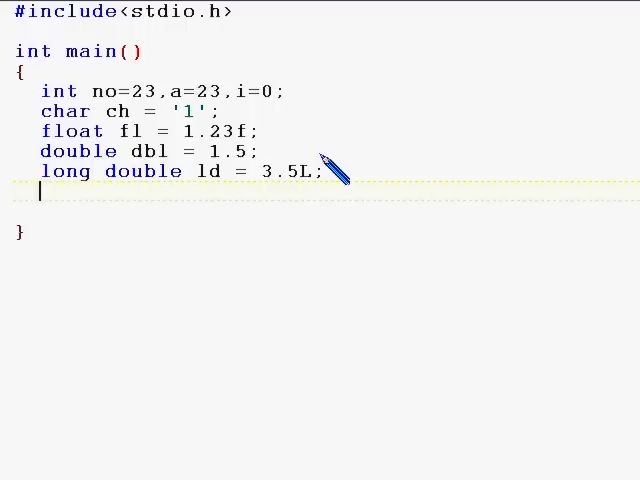 #include<stdio.h>
int main()
{
int no=23,a=23,i=0;
char ch = '1';
float fl = 1.23f;
double dbl = 1.5;
long double ld = 3.5L;
}